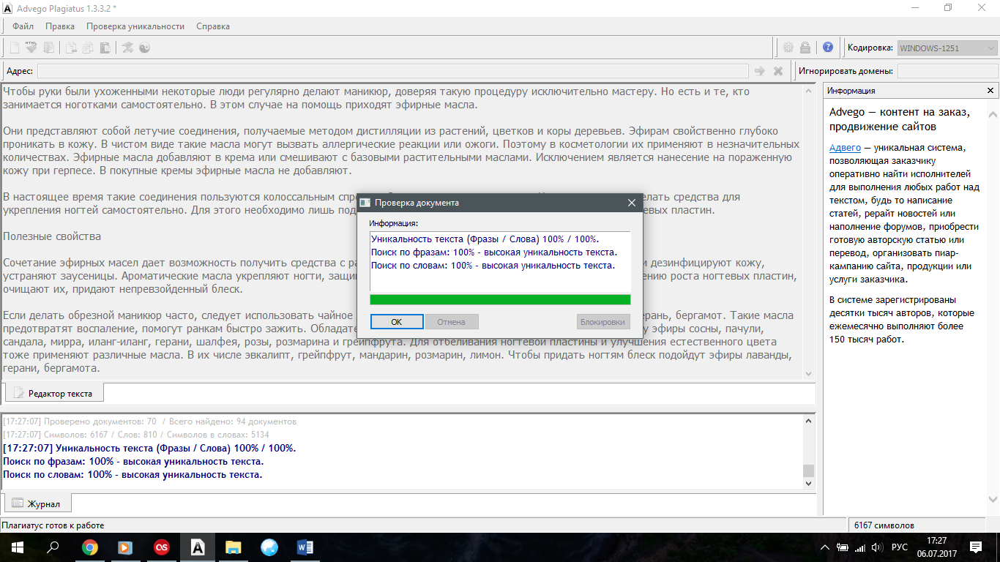 Advego Plagiatus 1.3.3.2 *
Файл Правка Проверка уникальности Справка
HTML
Кодировка: WINDOWS-1251
Адрес:
Игнорировать домены:
Чтобы руки были ухоженными некоторые люди регулярно делают маникюр, доверяя такую процедуру исключительно мастеру. Но есть и те, кто
занимается ноготками самостоятельно. В этом случае на помощь приходят эфирные масла.
Они представляют собой летучие соединения, получаемые методом дистилляции из растений, цветков и коры деревьев. Эфирам свойственно глубоко
проникать в кожу. В чистом виде такие масла могут вызвать аллергические реакции или ожоги. Поэтому в косметологии их применяют в незначительных
количествах. Эфирные масла добавляют в крема или смешивают с базовыми растительными маслами. Исключением является нанесение на пораженную
кожу при герпесе. В покупные кремы эфирные масла не добавляют.
В настоящее время такие соединения пользуются колоссальным
укрепления ногтей самостоятельно. Для этого необходимо лишь пластин.
Полезные свойства
Сочетание эфирных масел дает возможность получить средства с и дезинфицируют кожу,
устраняют заусеницы. Ароматические масла укрепляют ногти, роста ногтевых пластин,
очищают их, придают непревзойденный блеск.
Если делать обрезной маникюр часто, следует использовать чайное бергамот. Такие масла
предотвратят воспаление, помогут ранкам быстро зажить. эфиры сосны, пачули,
сандала, мирра, иланг-иланг, герани, шалфея, розы, розмарина и грейпфрута. Для отбеливания ногтевой пластины и улучшения естественного цвета
тоже применяют различные масла. В их числе эвкалипт, грейпфрут, мандарин, розмарин, лимон. Чтобы придать ногтям блеск подойдут эфиры лаванды,
герани, бергамота.
Проверка документа
Информация:
Уникальность текста (Фразы / Слова) 100% / 100%.
Поиск по фразам: 100% - высокая уникальность текста.
Поиск по словам: 100% - высокая уникальность текста.
ОК Отмена Блокировки
Информация
Advego — контент на заказ,
продвижение сайтов
Адвего — уникальная система,
позволяющая заказчику
оперативно найти исполнителей
для выполнения любых работ над
текстом, будь то написание
статей, рерайт новостей или
наполнение форумов, приобрести
готовую авторскую статью или
перевод, организовать пиар-
кампанию сайта, продукции или
услуги заказчика.
В системе зарегистрированы
десятки тысяч авторов, которые
ежемесячно выполняют более
150 тысяч работ.
Редактор текста
[17:27:07] Проверено документов: 70 / Всего найдено: 94 документов
[17:27:07] Символов: 6167 / Слов: 810 / Символов в словах: 5134
[17:27:07] Уникальность текста (Фразы / Слова) 100% / 100%.
Поиск по фразам: 100% - высокая уникальность текста.
Поиск по словам: 100% - высокая уникальность текста.
Журнал
Плагиатус готов к работе
6167 символов
РУС
17:27
06.07.2017